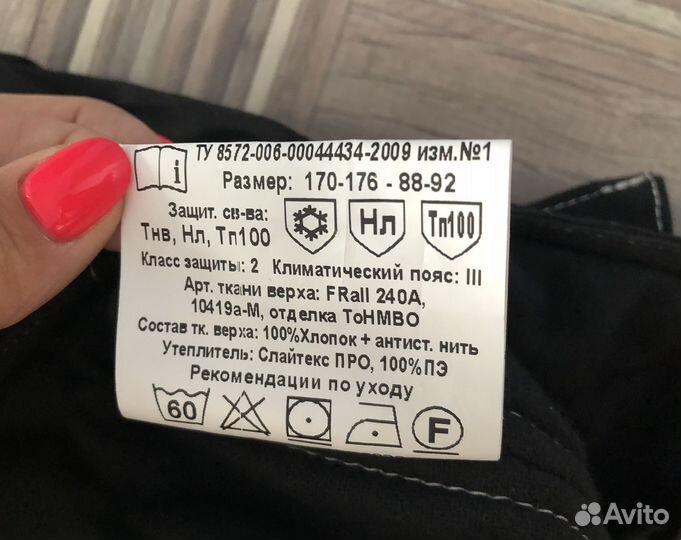 ТУ 8572-006-00044434-2009 изм.№1
Размер: 170-176 - 88-92
Защит. св-ва:
Тнв, Нл, Тп100
Нл
Тп100
Класс защиты: 2 Климатический пояс: III
Арт. ткани верха: FRall 240А,
10419а-М, отделка ТоНМВО
Состав тк. верха: 100%Хлопок + антист. нить
Утеплитель: Слайтекс ПРО, 100%ПЭ
Рекомендации по уходу
60
F
Avito